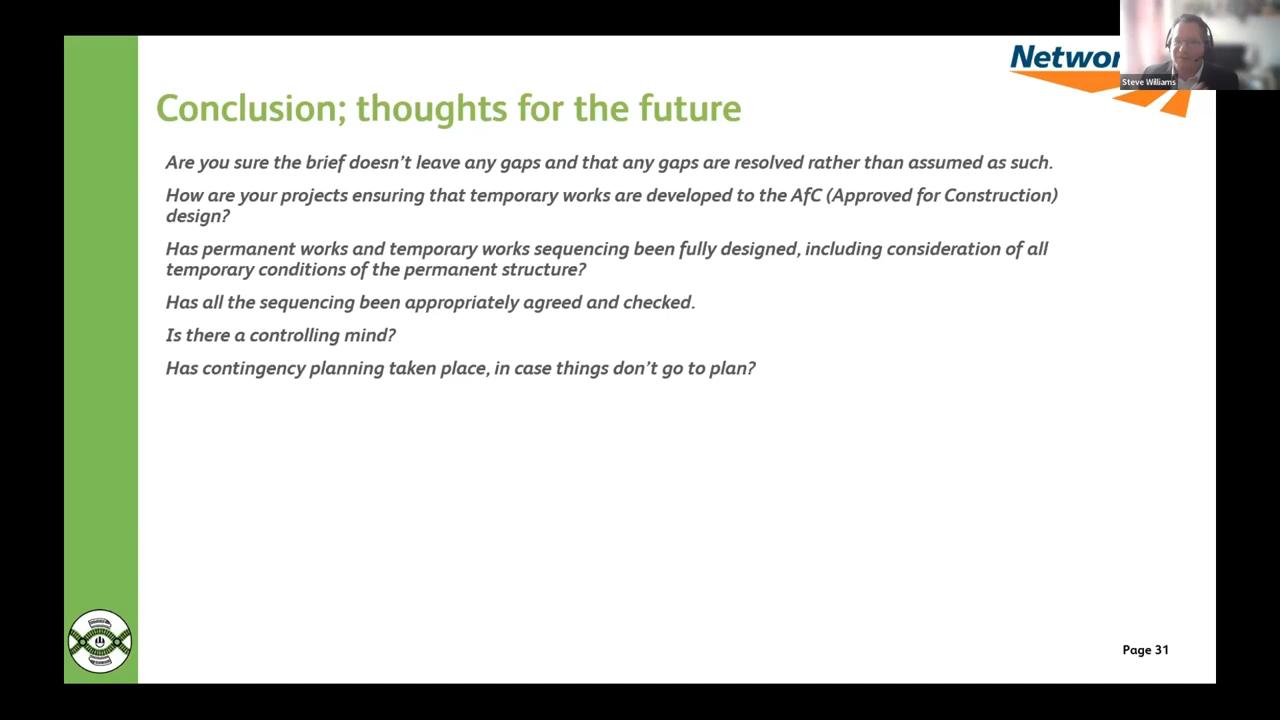 Networ
Steve Williams
Conclusion; thoughts for the future
Are you sure the brief doesn’t leave any gaps and that any gaps are resolved rather than assumed as such.
How are your projects ensuring that temporary works are developed to the AfC (Approved for Construction)
design?
Has permanent works and temporary works sequencing been fully designed, including consideration of all
temporary conditions of the permanent structure?
Has all the sequencing been appropriately agreed and checked.
Is there a controlling mind?
Has contingency planning taken place, in case things don’t go to plan?
Page 31